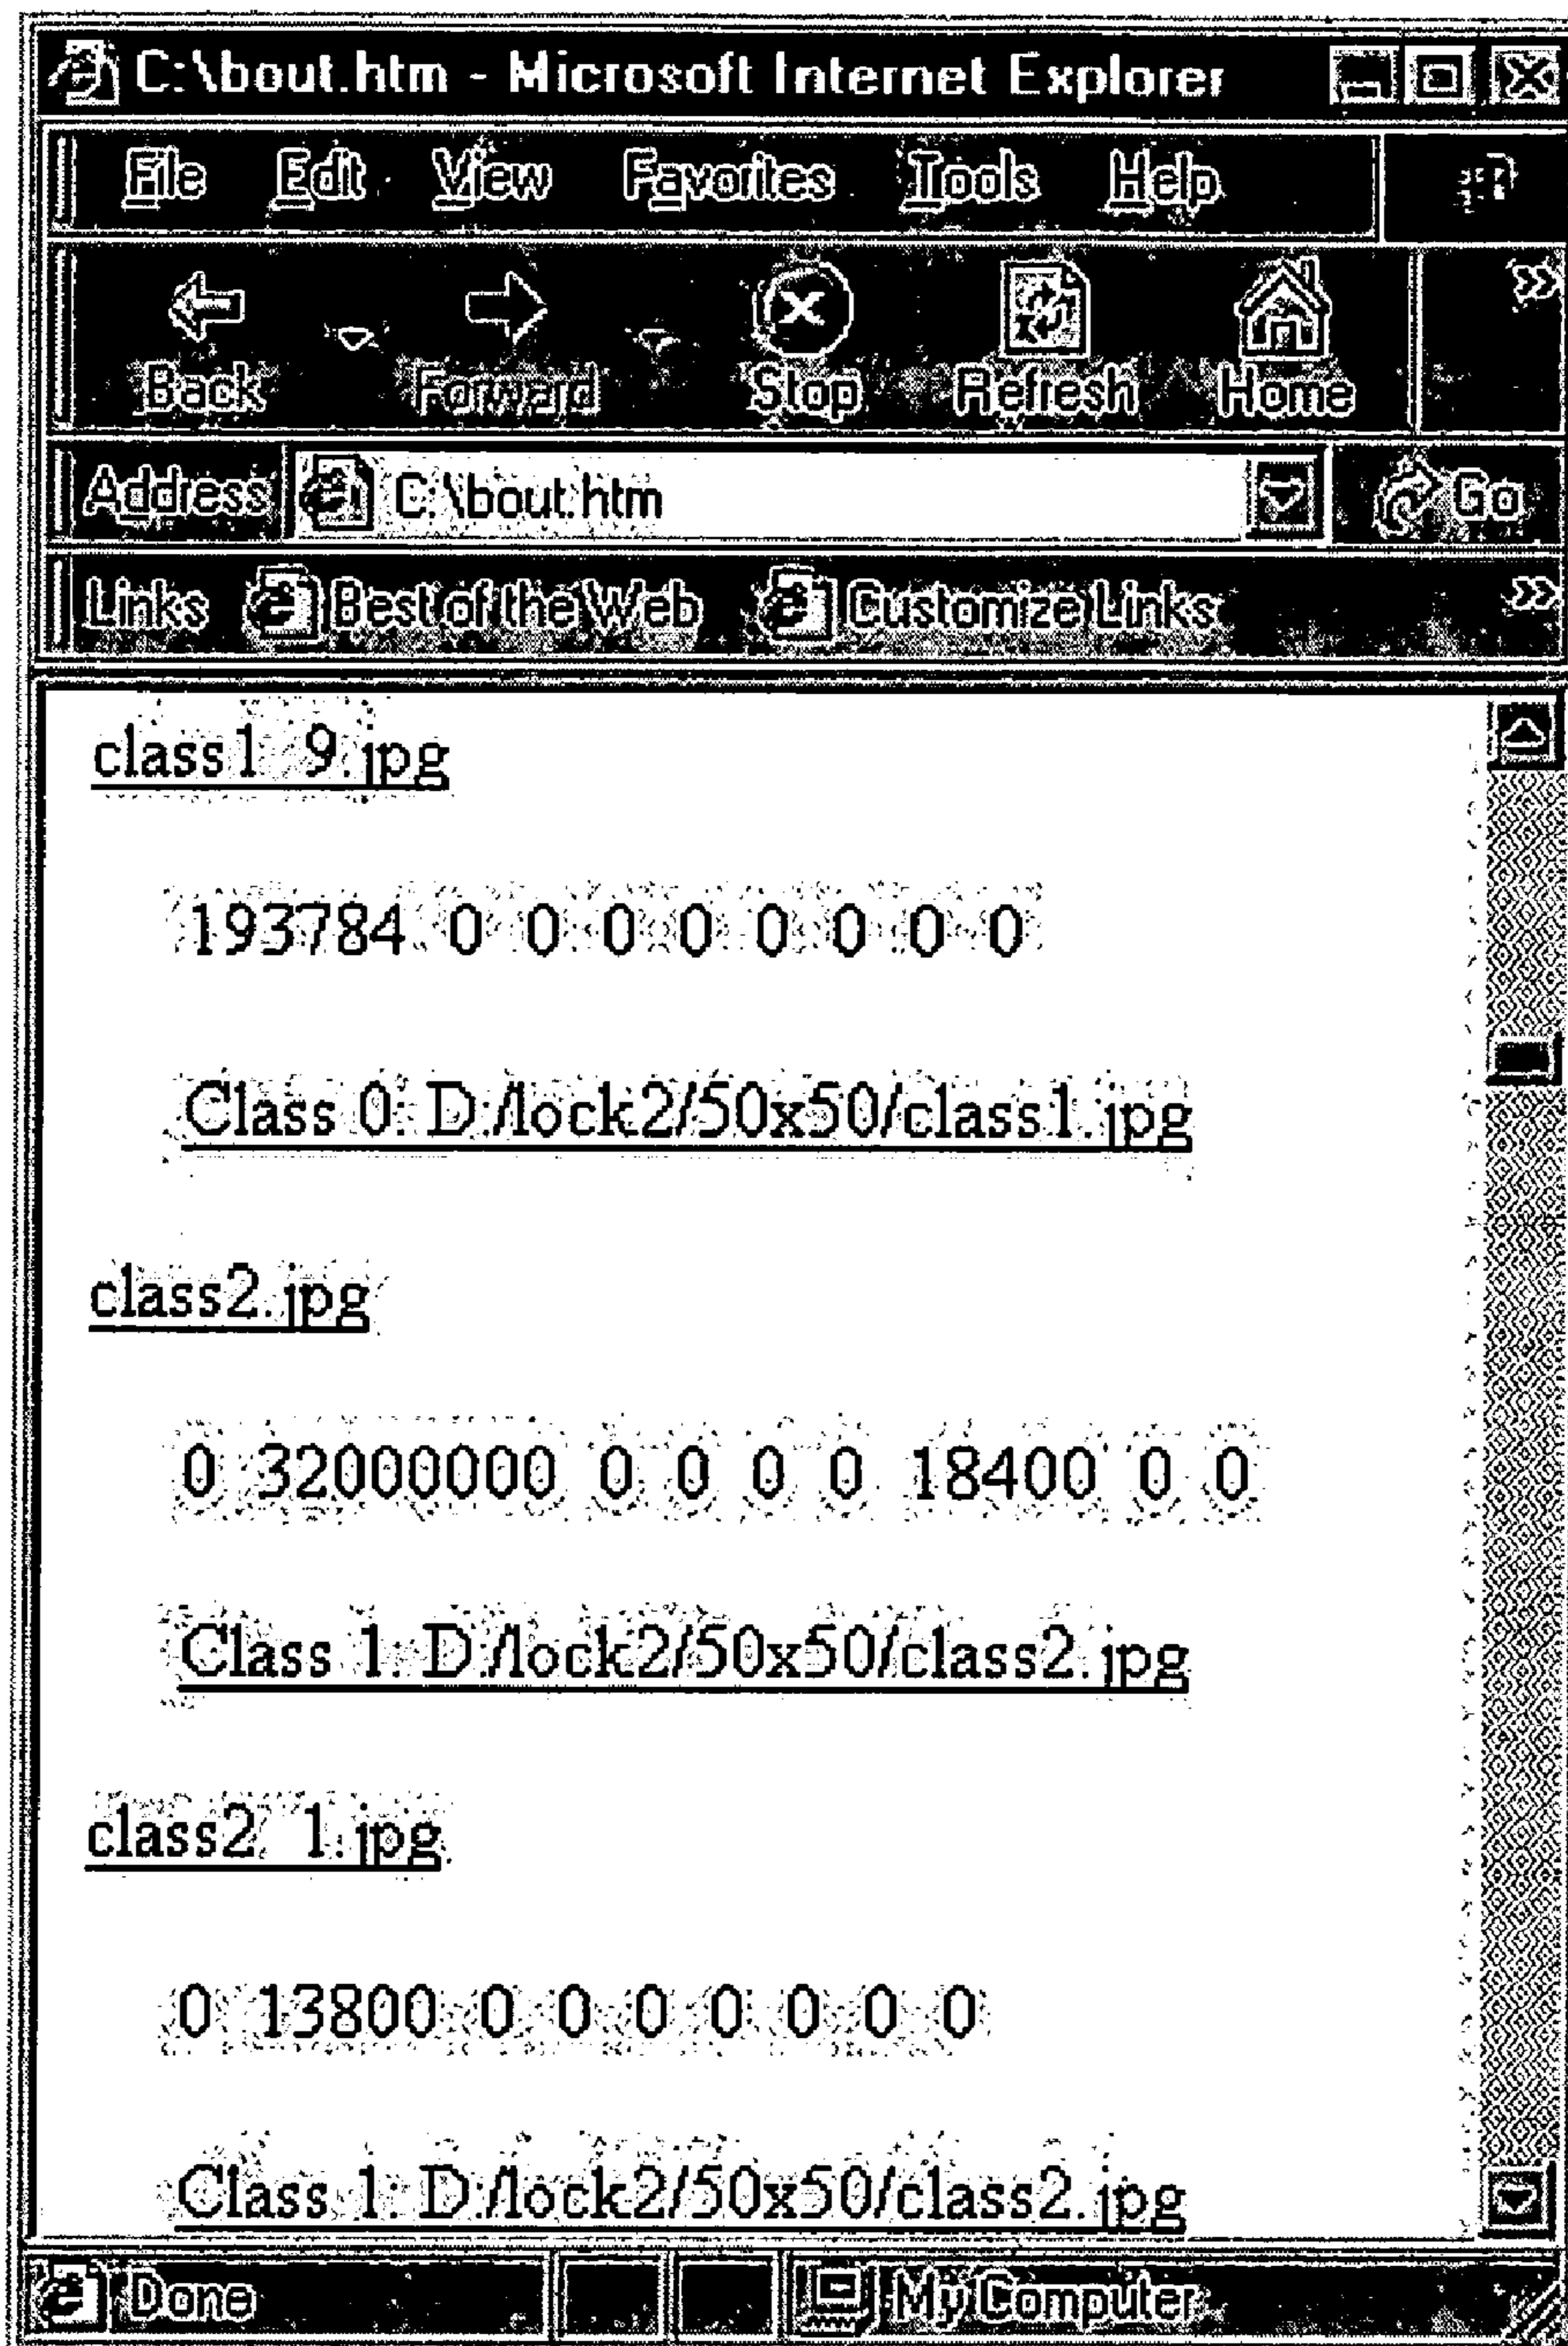 C:\bout.htm - Microsoft Internet Explorer
File Edit View Favorites Tools Help
Back Forward Stop Refresh Home »
Address C:\bout.htm Go
Links Best of the Web Customize Links »
class1 9.jpg
193784 0 0 0 0 0 0 0 0
Class 0: D:/lock2/50x50/class1.jpg
class2.jpg
0 32000000 0 0 0 0 18400 0 0
Class 1: D:/lock2/50x50/class2.jpg
class2 1.jpg
0 13800 0 0 0 0 0 0 0
Class 1: D:/lock2/50x50/class2.jpg
Done My Computer